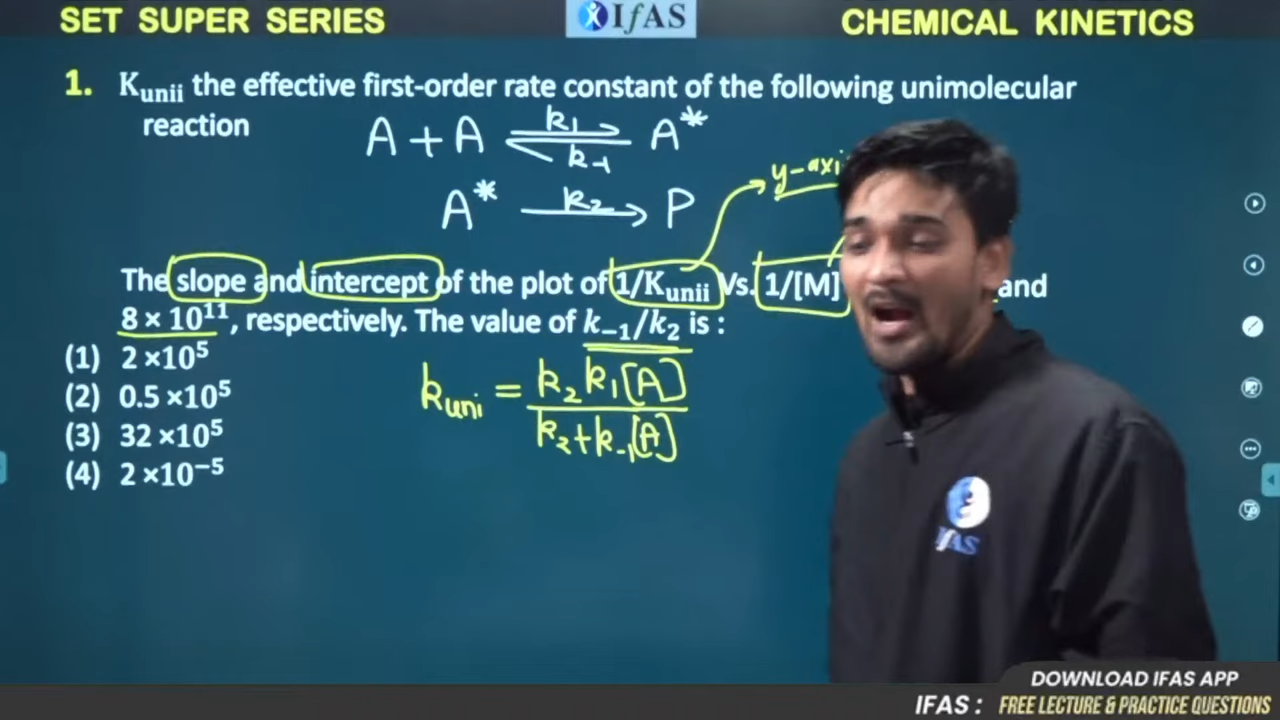 SET SUPER SERIES
IfAS
CHEMICAL KINETICS
1. Kunii the effective first-order rate constant of the following unimolecular
reaction
A + A ⇌ A*
k1
k-1
A* → P
k2
y-axi
The slope and intercept of the plot of 1/Kunii Vs. 1/[M] and
8 × 10¹¹, respectively. The value of k₋₁/k₂ is :
(1) 2 ×10⁵
(2) 0.5 ×10⁵
(3) 32 ×10⁵
(4) 2 ×10⁻⁵
kuni = k2 k1[A]
k2+k-1[A]
IfAS
DOWNLOAD IFAS APP
IFAS : FREE LECTURE & PRACTICE QUESTIONS